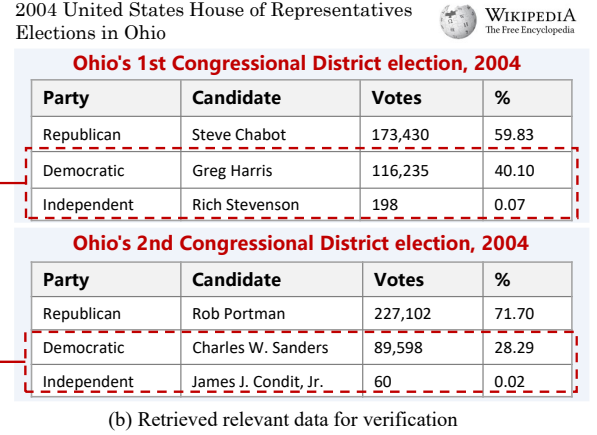 2004 United States House of Representatives
Elections in Ohio
WIKIPEDIA
The Free Encyclopedia
Ohio's 1st Congressional District election, 2004
Party Candidate Votes %
Republican Steve Chabot 173,430 59.83
Democratic Greg Harris 116,235 40.10
Independent Rich Stevenson 198 0.07
Ohio's 2nd Congressional District election, 2004
Party Candidate Votes %
Republican Rob Portman 227,102 71.70
Democratic Charles W. Sanders 89,598 28.29
Independent James J. Condit, Jr. 60 0.02
(b) Retrieved relevant data for verification